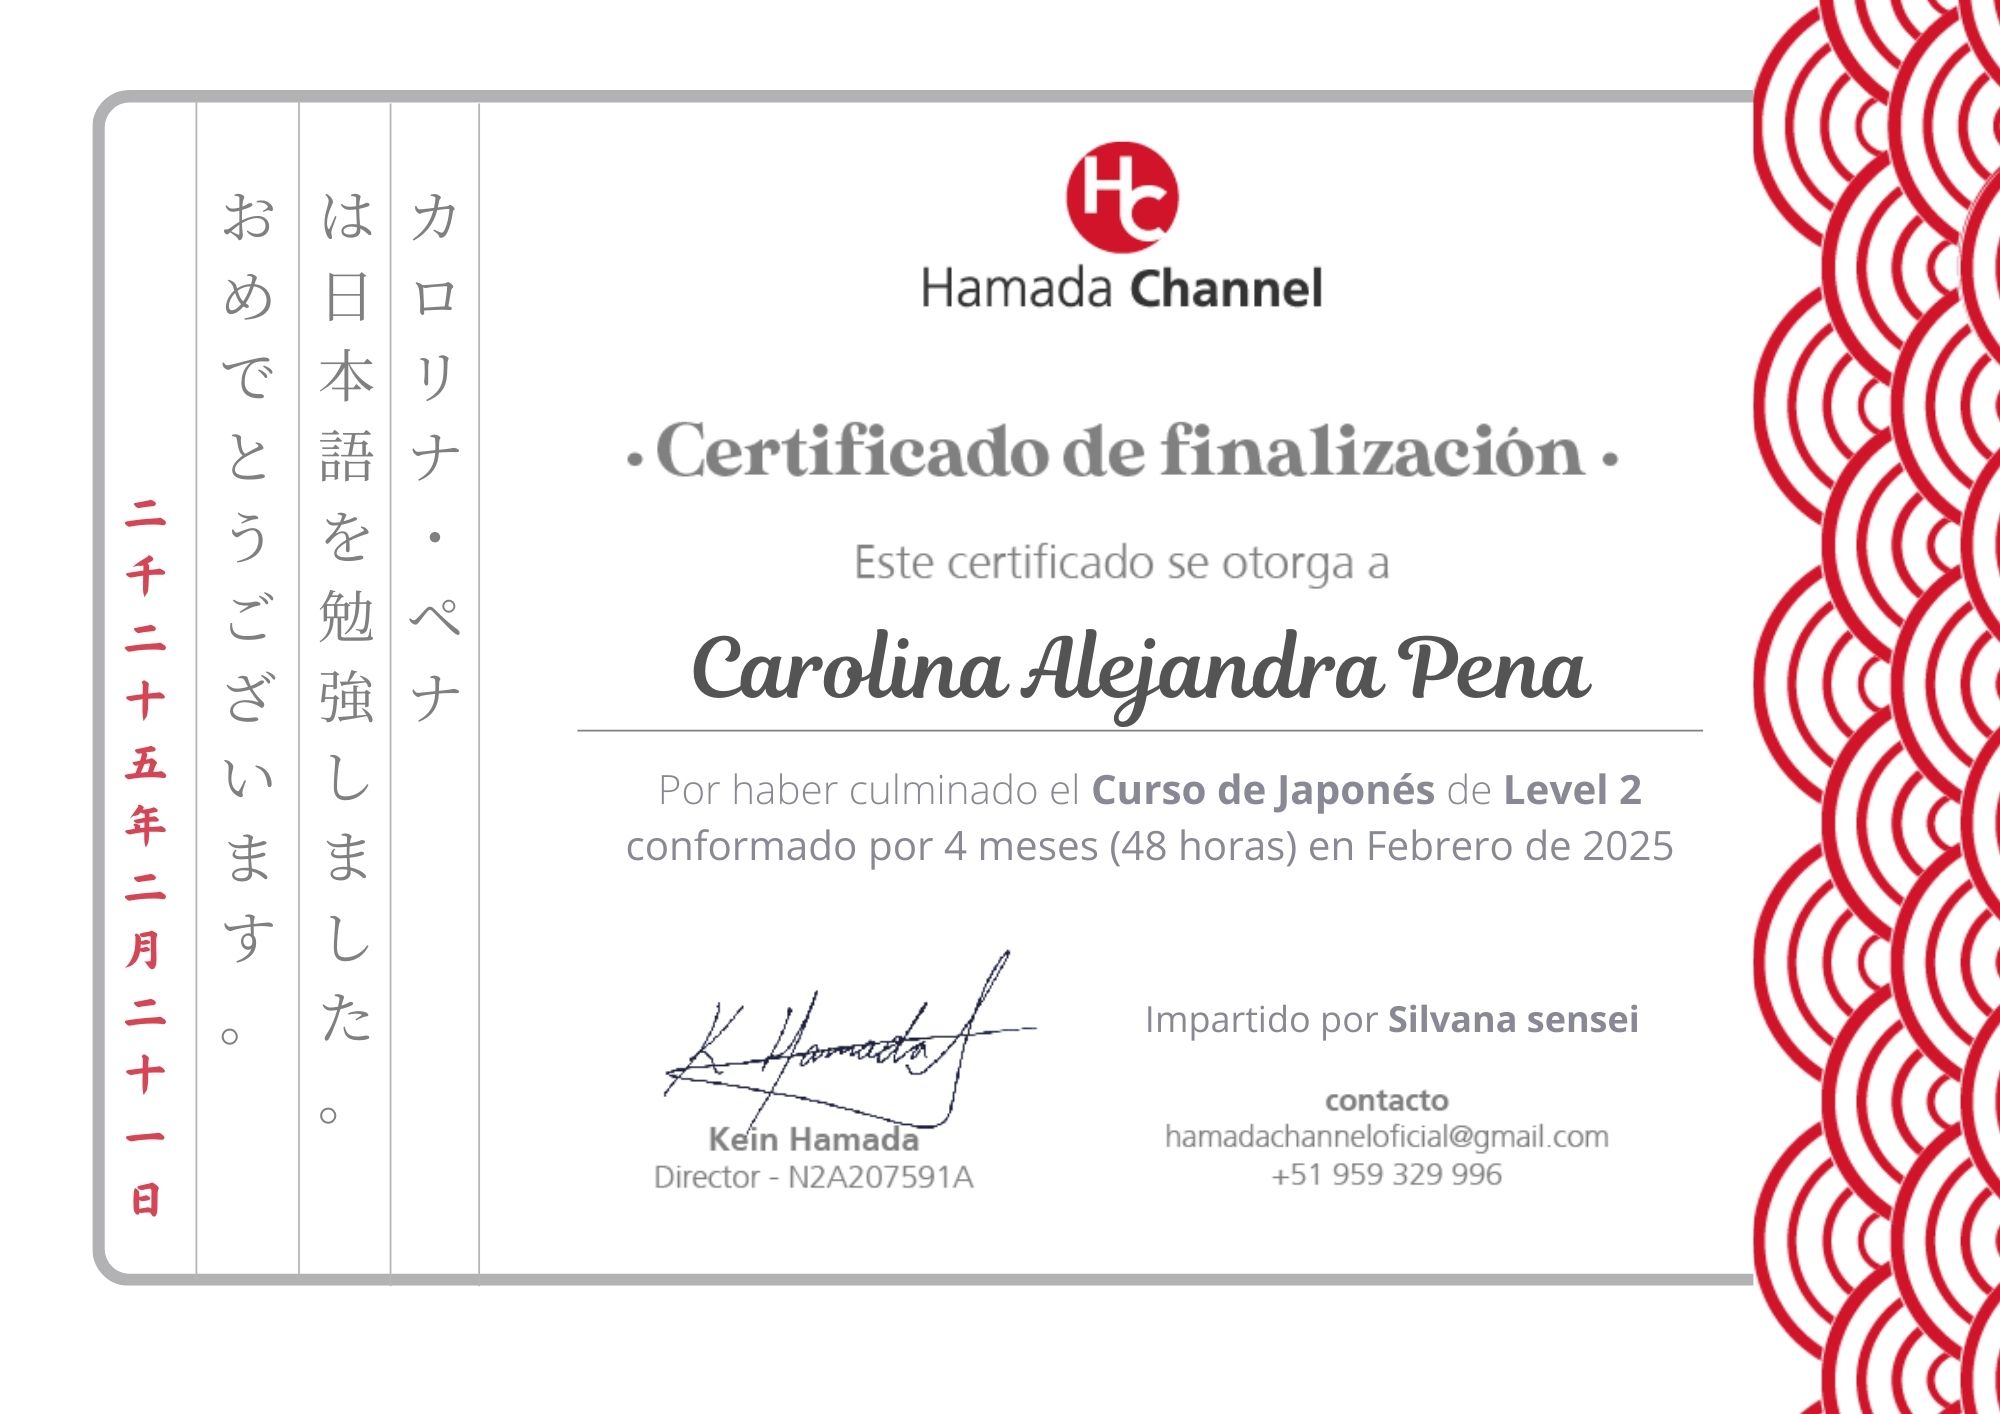 カロリナ・ペナ
は日本語を勉強しました。
おめでとうございます。
二千二十五年二月二十一日
HC
Hamada Channel
• Certificado de finalización •
Este certificado se otorga a
Carolina Alejandra Pena
Por haber culminado el Curso de Japonés de Level 2
conformado por 4 meses (48 horas) en Febrero de 2025
K Hamada
Kein Hamada
Director - N2A207591A
Impartido por Silvana sensei
contacto
hamadachanneloficial@gmail.com
+51 959 329 996